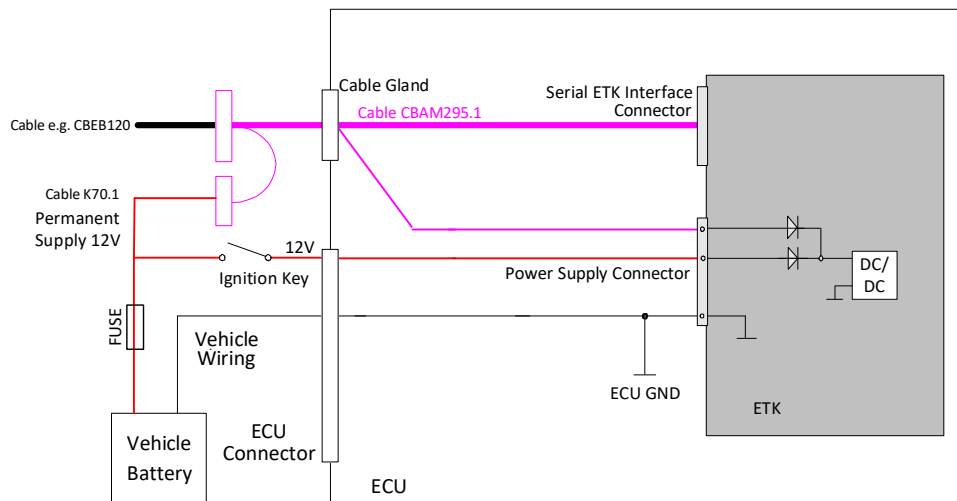 Cable Gland
Serial ETK Interface
Connector
Cable CBAM295.1
Cable e.g. CBEB120
Cable K70.1
Permanent
Supply 12V
12V
Ignition Key
Power Supply Connector
DC/
DC
FUSE
Vehicle
Wiring
ECU GND
ETK
Vehicle
Battery
ECU
Connector
ECU